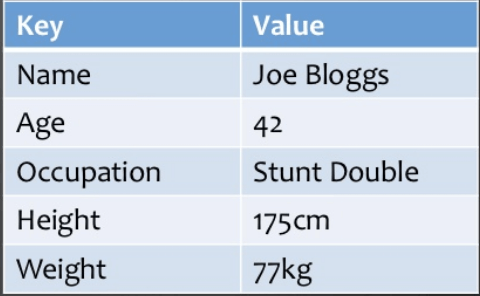 Key Value
Name Joe Bloggs
Age 42
Occupation Stunt Double
Height 175cm
Weight 77kg